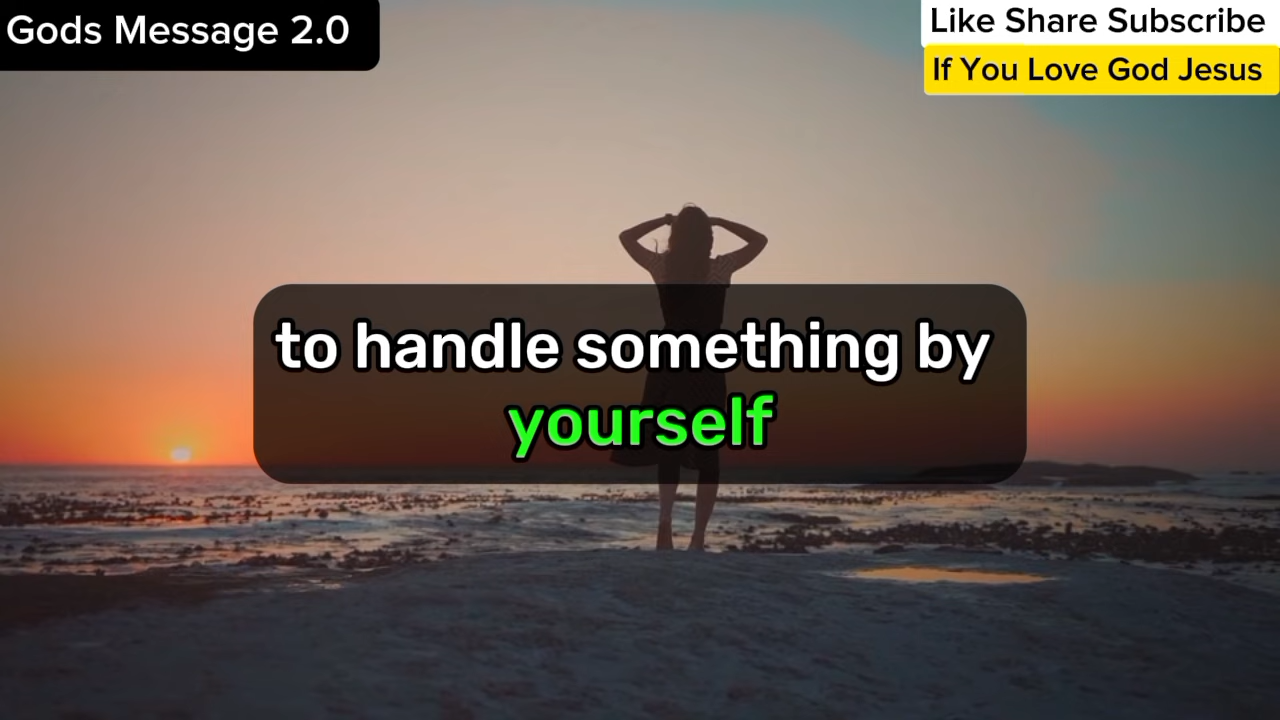 Gods Message 2.0
Like Share Subscribe
If You Love God Jesus
to handle something by
yourself